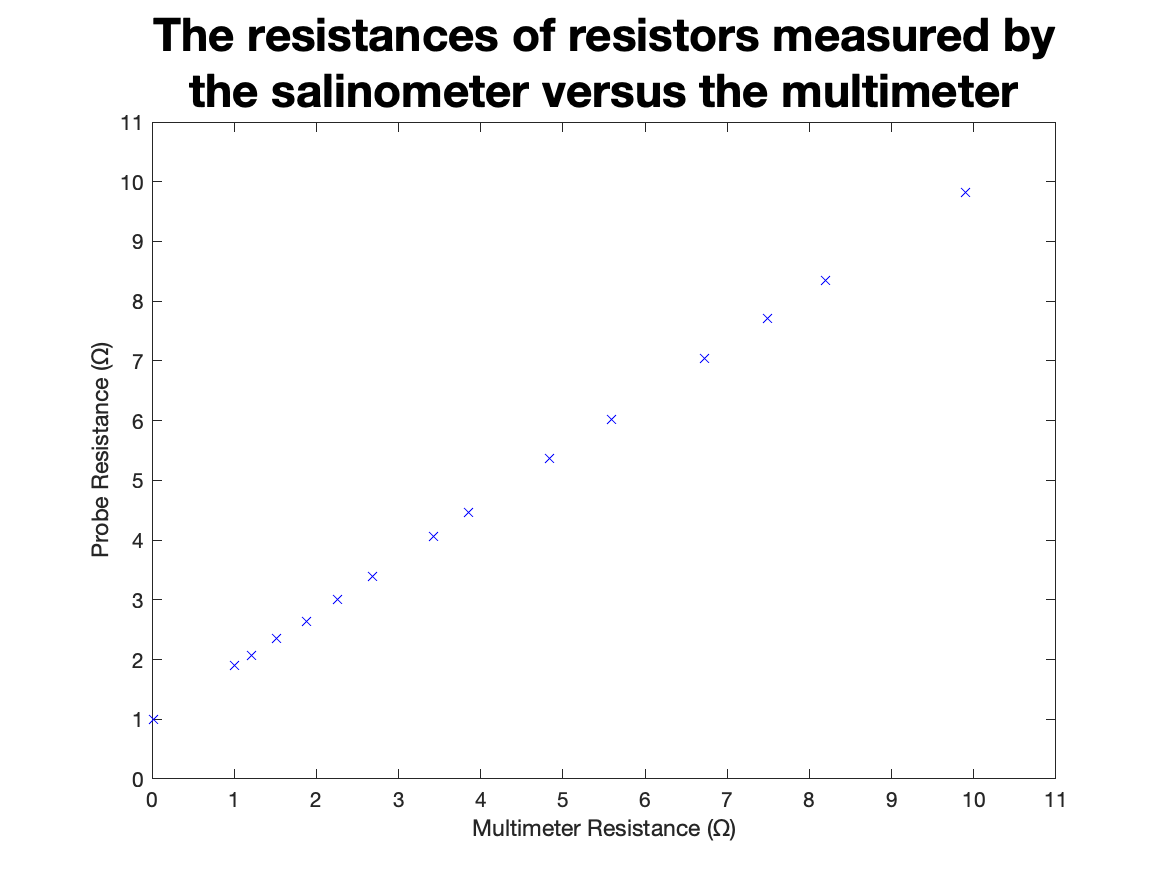 The resistances of resistors measured by
the salinometer versus the multimeter
11
10
9
8
7
6
5
4
3
2
1
0
Probe Resistance (Ω)
0 1 2 3 4 5 6 7 8 9 10 11
Multimeter Resistance (Ω)